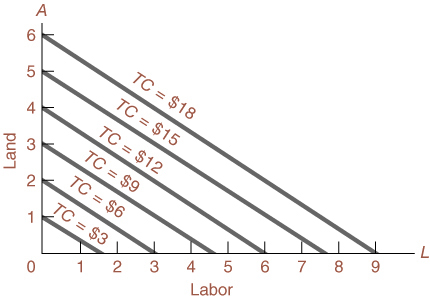 A
6
5
4
3
2
1
Land
TC = $18
TC = $15
TC = $12
TC = $9
TC = $6
TC = $3
0 1 2 3 4 5 6 7 8 9 L
Labor